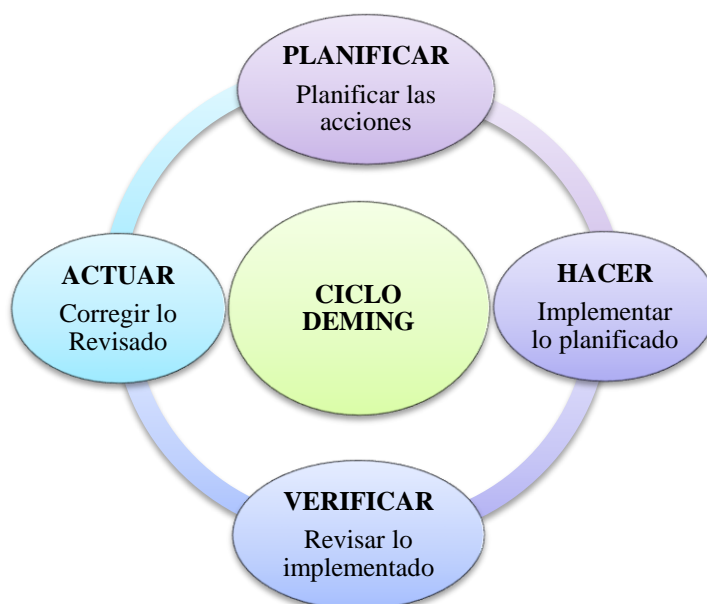 PLANIFICAR
Planificar las
acciones
HACER
Implementar
lo planificado
VERIFICAR
Revisar lo
implementado
ACTUAR
Corregir lo
Revisado
CICLO
DEMING